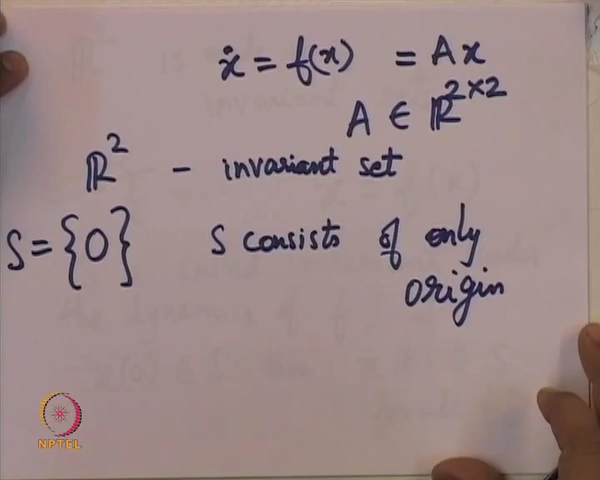 ẋ = f(x) = Ax
A ∈ ℝ^{2×2}
ℝ² - invariant set
S = {0} S consists of only
origin
NPTEL